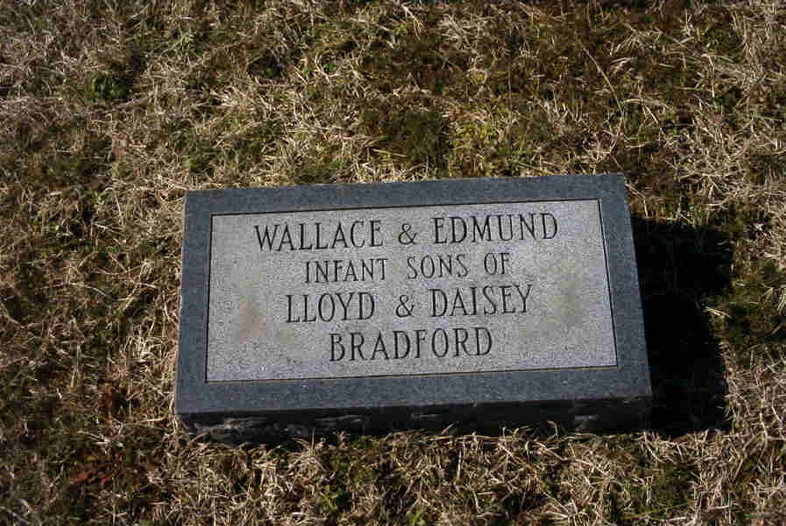 WALLACE & EDMUND
INFANT SONS OF
LLOYD & DAISEY
BRADFORD